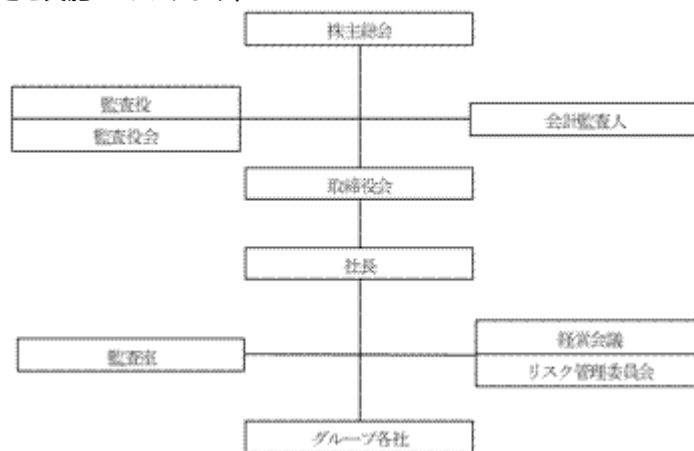 株主総会
監査役
監査役会
会計監査人
取締役会
社長
監査室
経営会議
リスク管理委員会
グループ各社